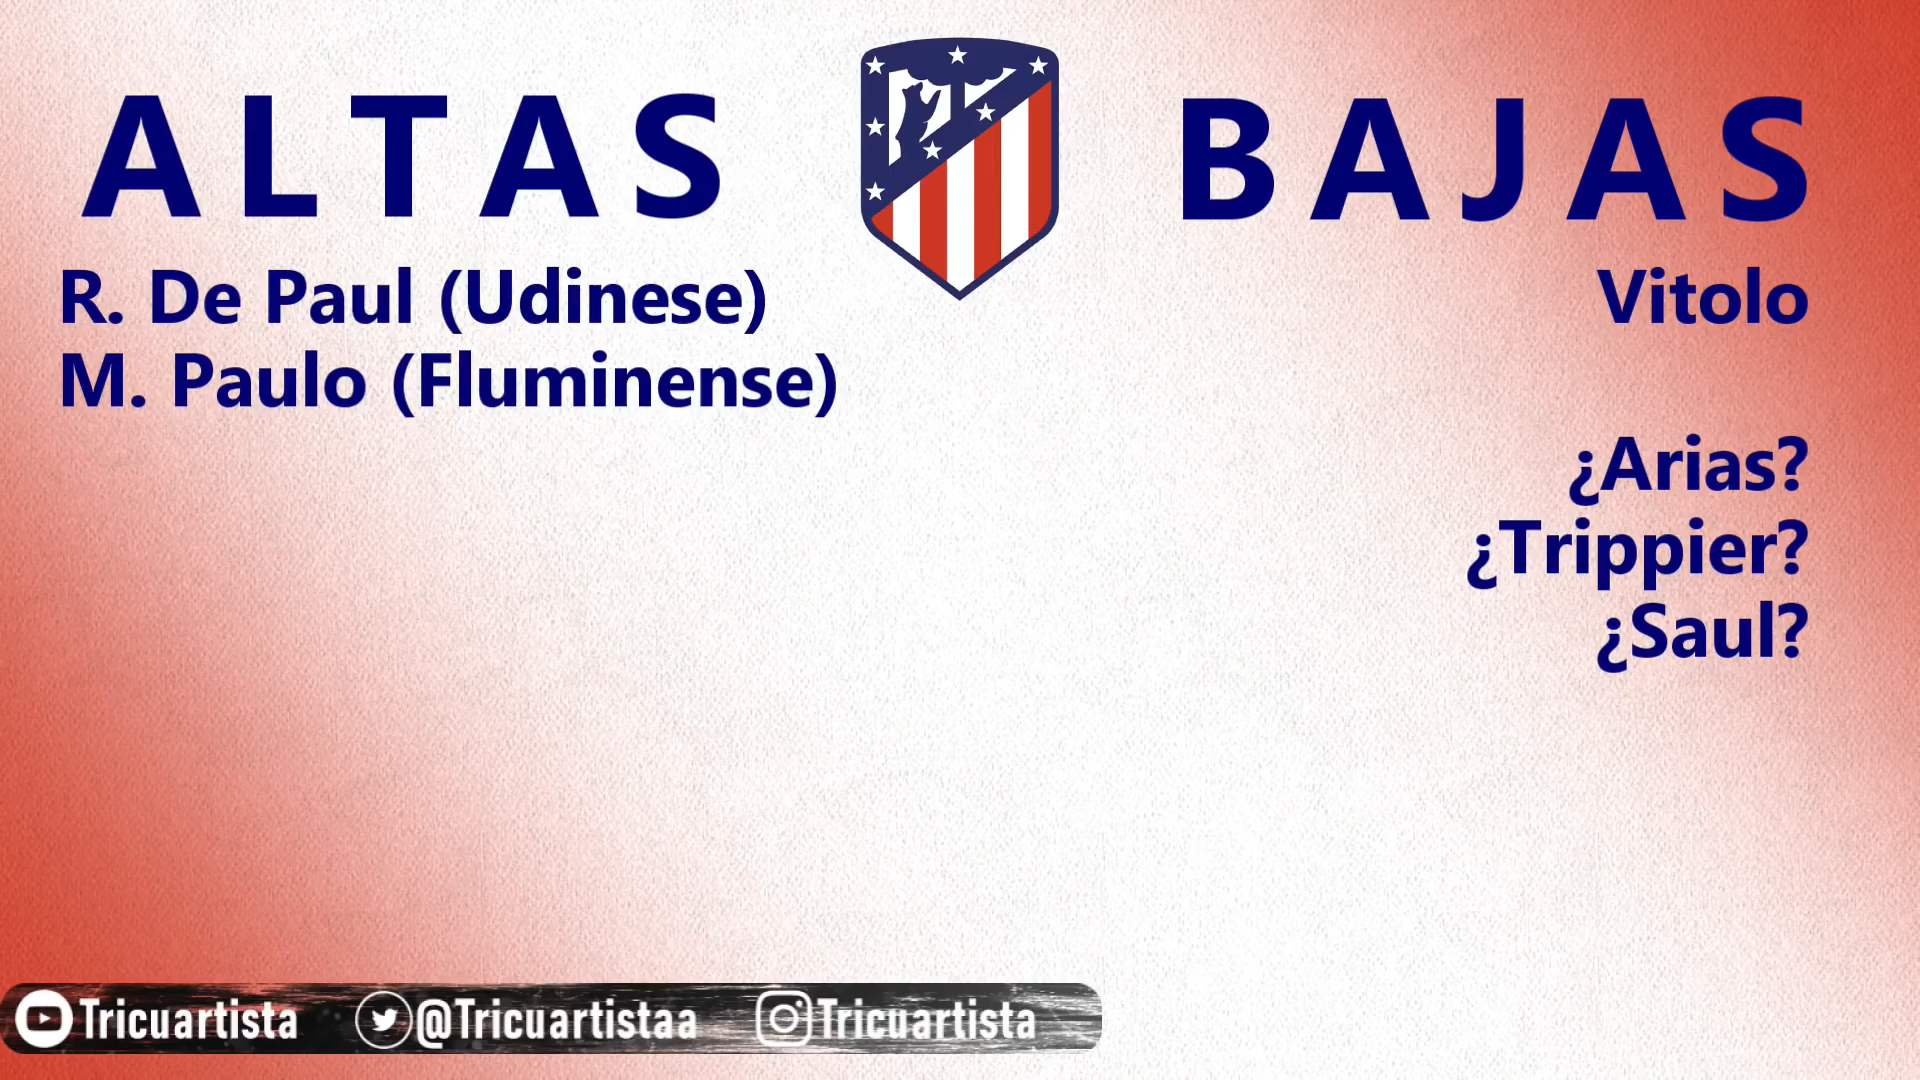 ALTAS
BAJAS
R. De Paul (Udinese)
M. Paulo (Fluminense)
Vitolo
¿Arias?
¿Trippier?
¿Saul?
Tricuartista
@Tricuartistaa
Tricuartista